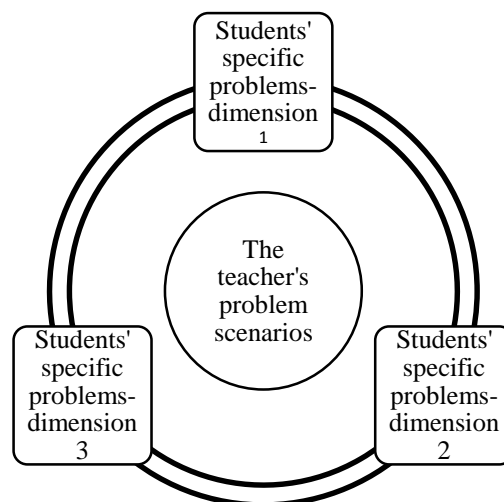 Students'
specific
problems-
dimension
1
The
teacher's
problem
scenarios
Students'
specific
problems-
dimension
3
Students'
specific
problems-
dimension
2